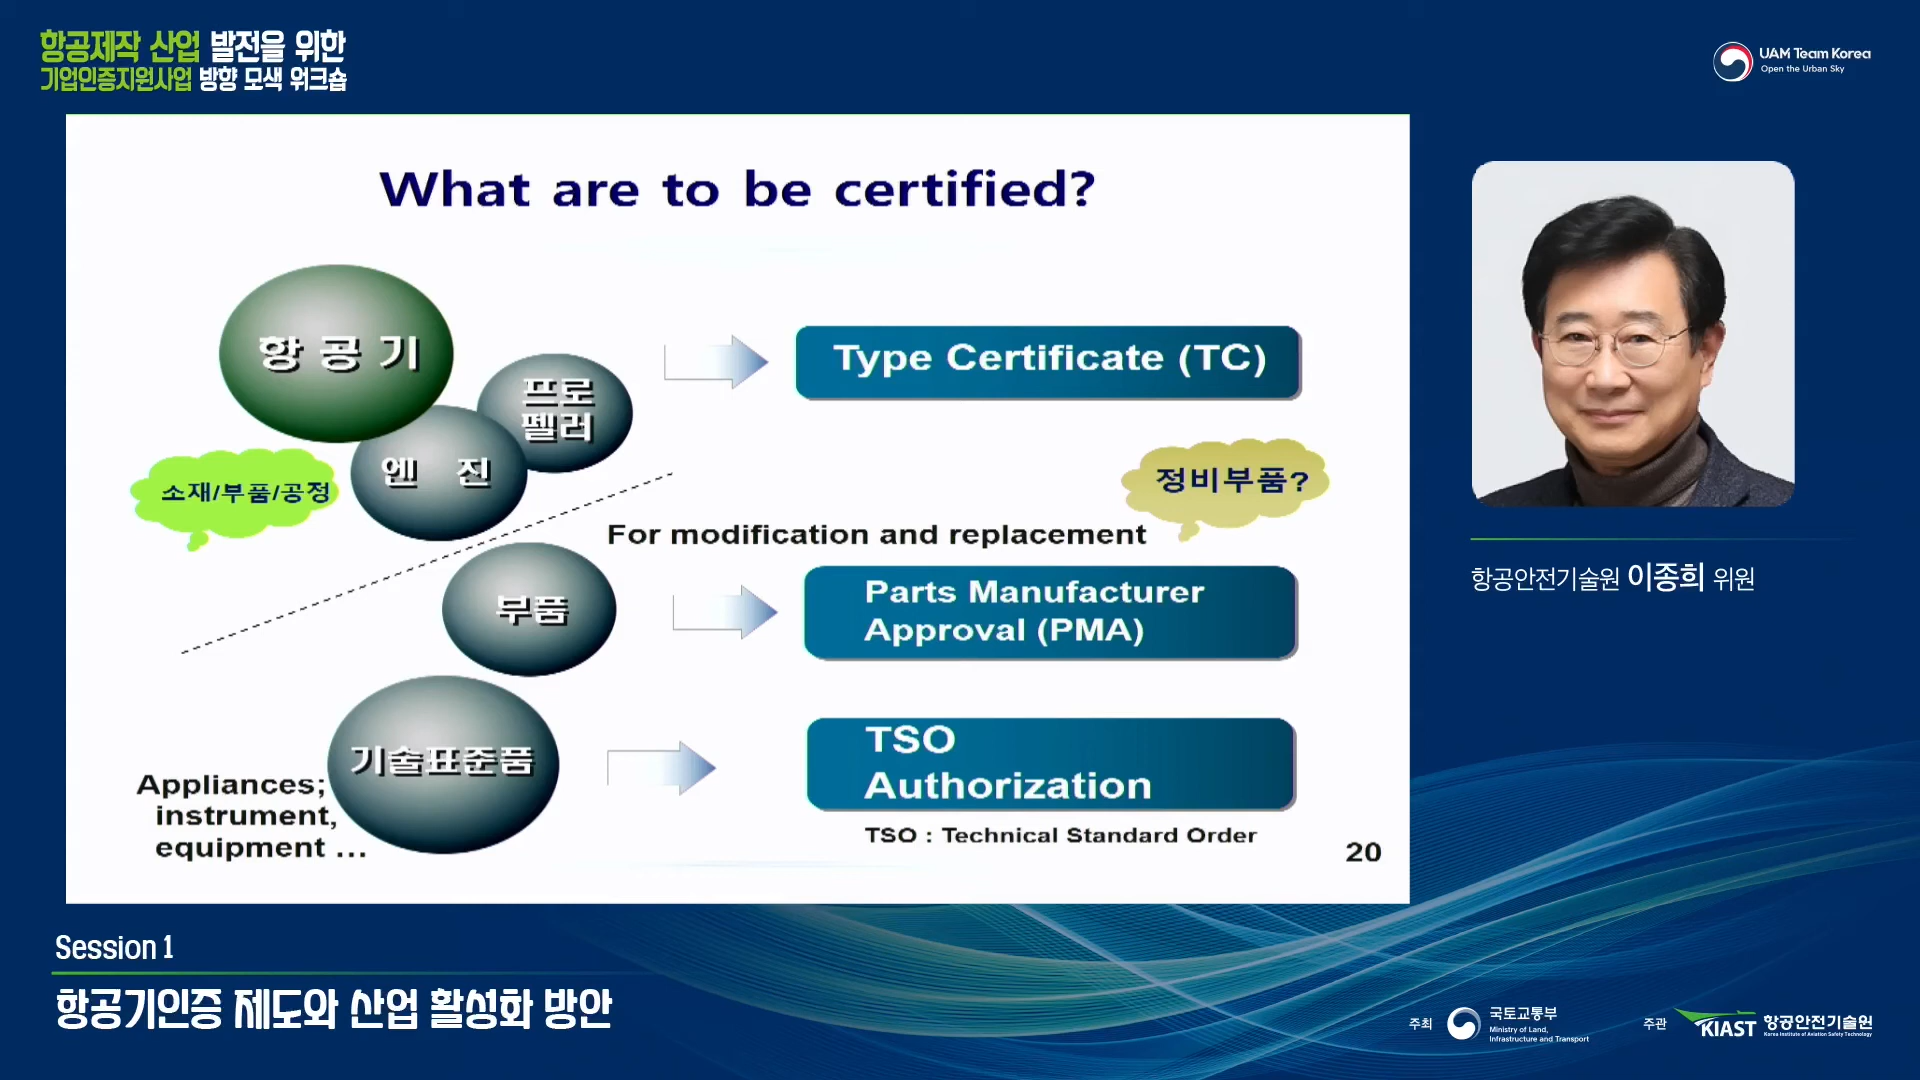 항공제작 산업 발전을 위한
기업인증지원사업 방향 모색 워크숍
UAM Team Korea
Open the Urban Sky
What are to be certified?
항 공 기
프로
펠러
엔 진
소재/부품/공정
Type Certificate (TC)
정비부품?
For modification and replacement
부품
Parts Manufacturer
Approval (PMA)
기술표준품
Appliances;
instrument,
equipment ...
TSO
Authorization
TSO : Technical Standard Order
20
항공안전기술원 이종희 위원
Session 1
항공기인증 제도와 산업 활성화 방안
주최
국토교통부
Ministry of Land,
Infrastructure and Transport
주관
KIAST 항공안전기술원
Korea Institute of Aviation Safety Technology